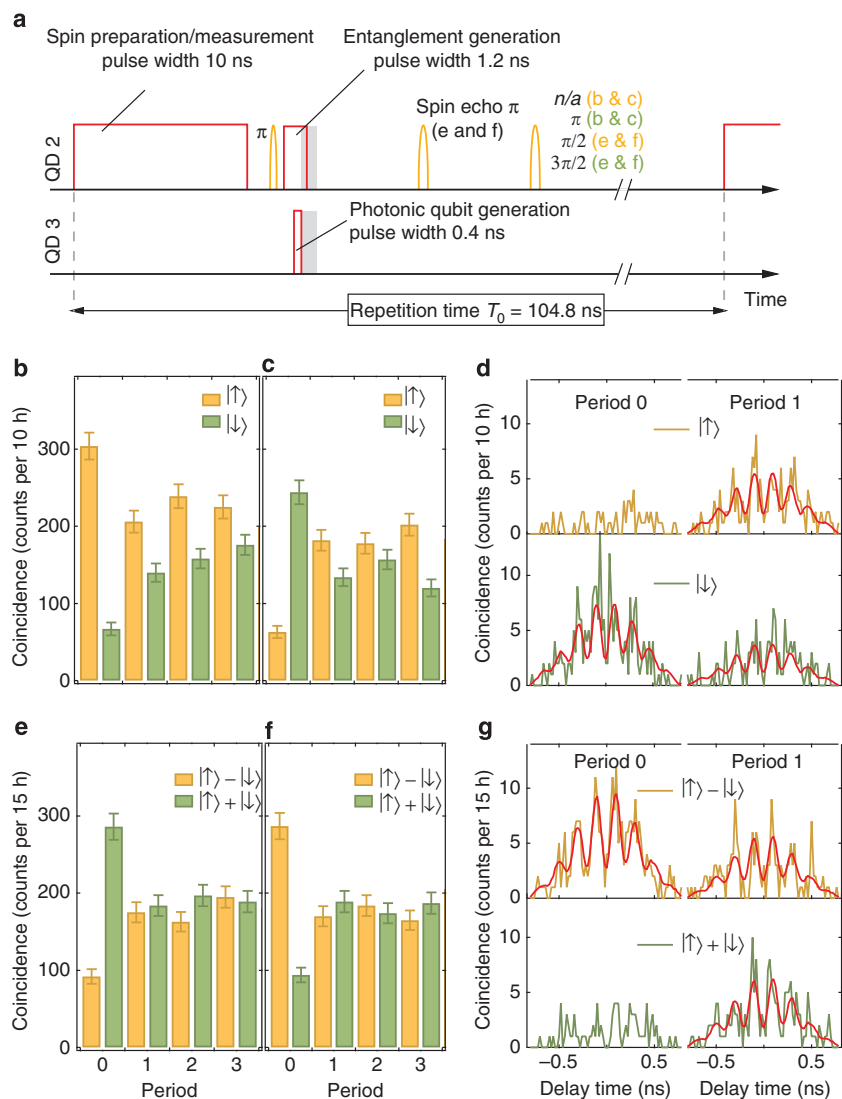 a
Spin preparation/measurement
pulse width 10 ns
Entanglement generation
pulse width 1.2 ns
QD 2
π
Spin echo π
(e and f)
n/a (b & c)
π (b & c)
π/2 (e & f)
3π/2 (e & f)
QD 3
Photonic qubit generation
pulse width 0.4 ns
Time
Repetition time T0 = 104.8 ns
b
c
d
Coincidence (counts per 10 h)
300
200
100
0
|↑⟩
|↓⟩
|↑⟩
|↓⟩
Coincidence (counts per 10 h)
Period 0
Period 1
10
5
0
|↑⟩
10
5
0
|↓⟩
e
f
g
Coincidence (counts per 15 h)
300
200
100
0
|↑⟩ − |↓⟩
|↑⟩ + |↓⟩
|↑⟩ − |↓⟩
|↑⟩ + |↓⟩
0 1 2 3
0 1 2 3
Period
Period
Coincidence (counts per 15 h)
Period 0
Period 1
10
5
0
|↑⟩ − |↓⟩
10
5
0
|↑⟩ + |↓⟩
−0.5 0.5
−0.5 0.5
Delay time (ns)
Delay time (ns)